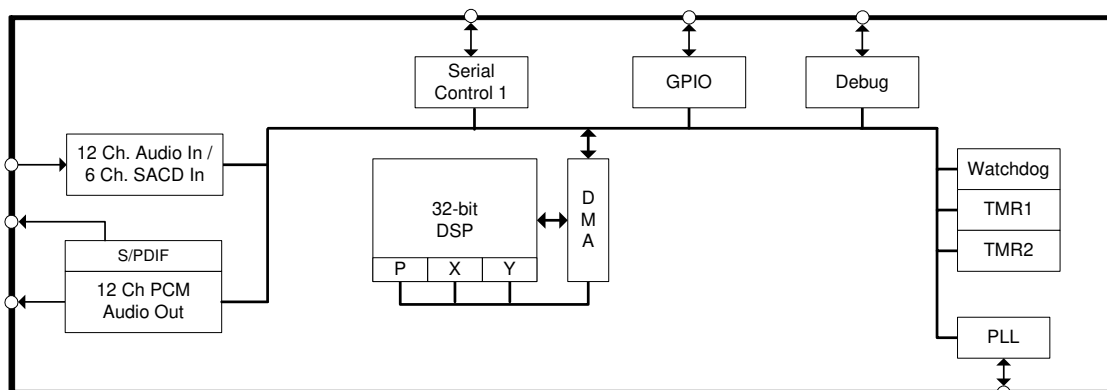 Serial
Control 1
GPIO
Debug
12 Ch. Audio In /
6 Ch. SACD In
32-bit
DSP
P
X
Y
D
M
A
Watchdog
TMR1
TMR2
S/PDIF
12 Ch PCM
Audio Out
PLL